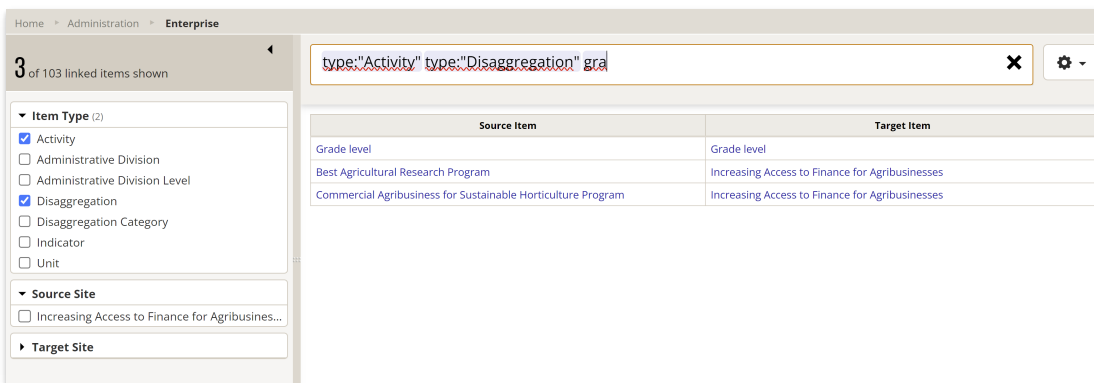 Home Administration Enterprise
3 of 103 linked items shown
Item Type (2)
Activity
Administrative Division
Administrative Division Level
Disaggregation
Disaggregation Category
Indicator
Unit
Source Site
Increasing Access to Finance for Agribusines...
Target Site
type:"Activity" type:"Disaggregation" gra
Source Item Target Item
Grade level Grade level
Best Agricultural Research Program Increasing Access to Finance for Agribusinesses
Commercial Agribusiness for Sustainable Horticulture Program Increasing Access to Finance for Agribusinesses